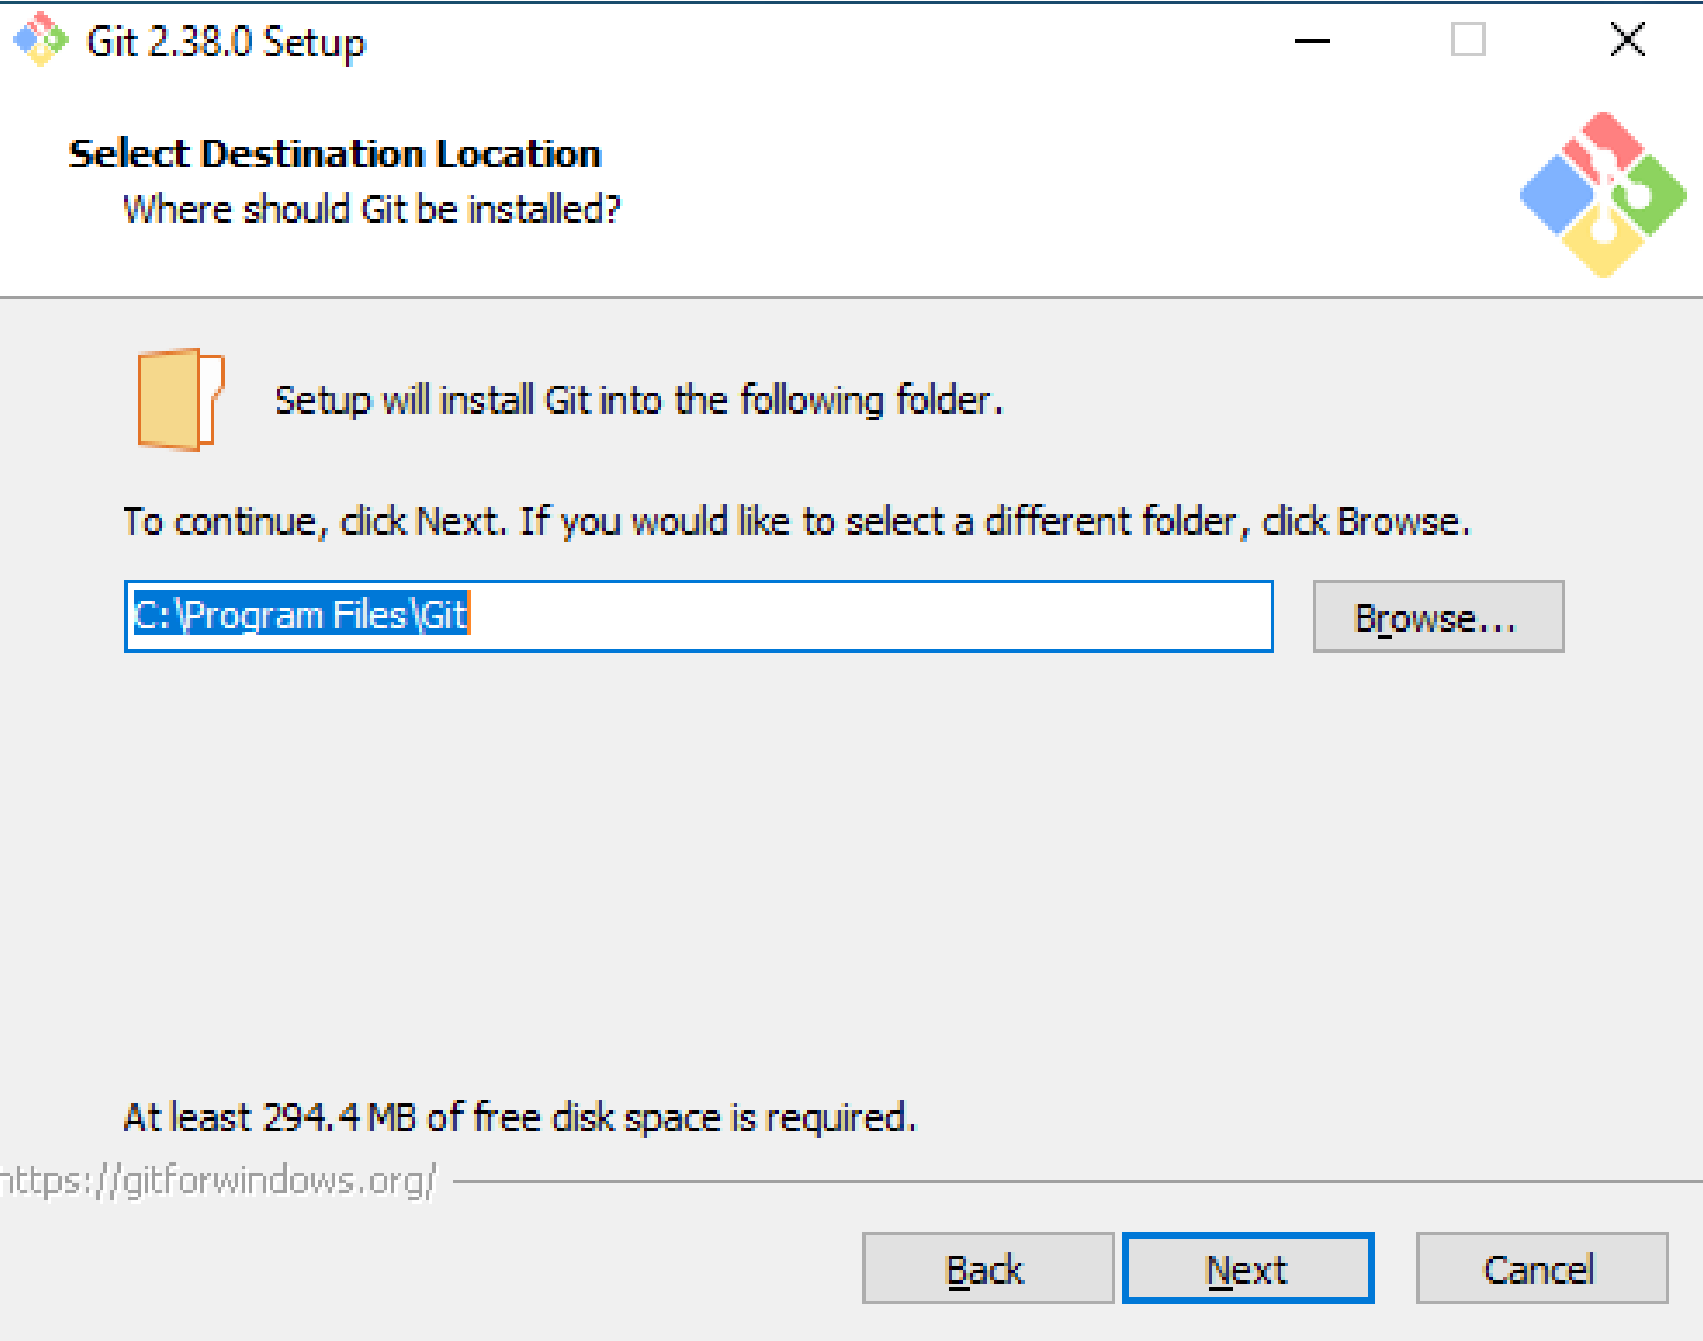 Git 2.38.0 Setup
Select Destination Location
Where should Git be installed?
Setup will install Git into the following folder.
To continue, click Next. If you would like to select a different folder, click Browse.
C:\Program Files\Git
Browse...
At least 294.4 MB of free disk space is required.
https://gitforwindows.org/
Back
Next
Cancel